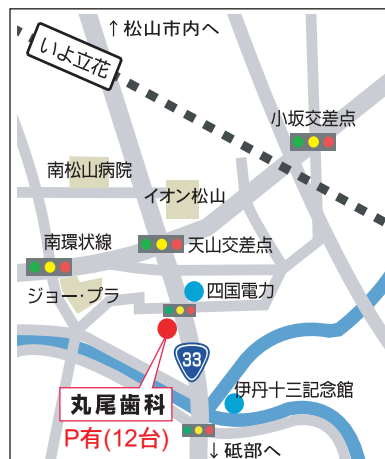 ↑松山市内へ
いよ立花
小坂交差点
南松山病院
イオン松山
南環状線
天山交差点
ジョー・プラ
四国電力
33
丸尾歯科
P有(12台)
伊丹十三記念館
↓砥部へ